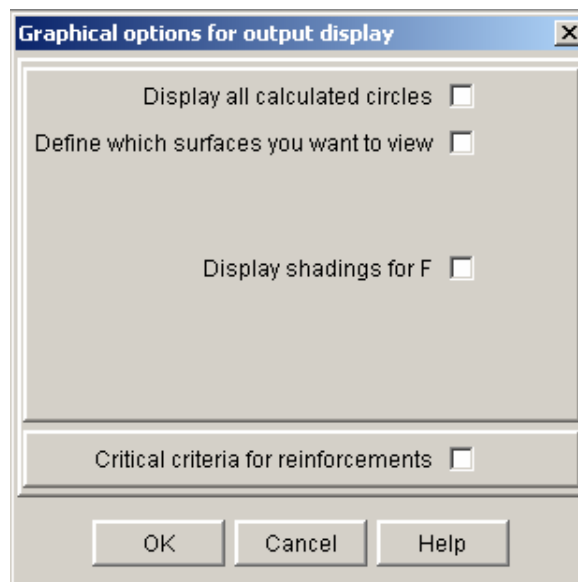 Graphical options for output display
Display all calculated circles
Define which surfaces you want to view
Display shadings for F
Critical criteria for reinforcements
OK Cancel Help